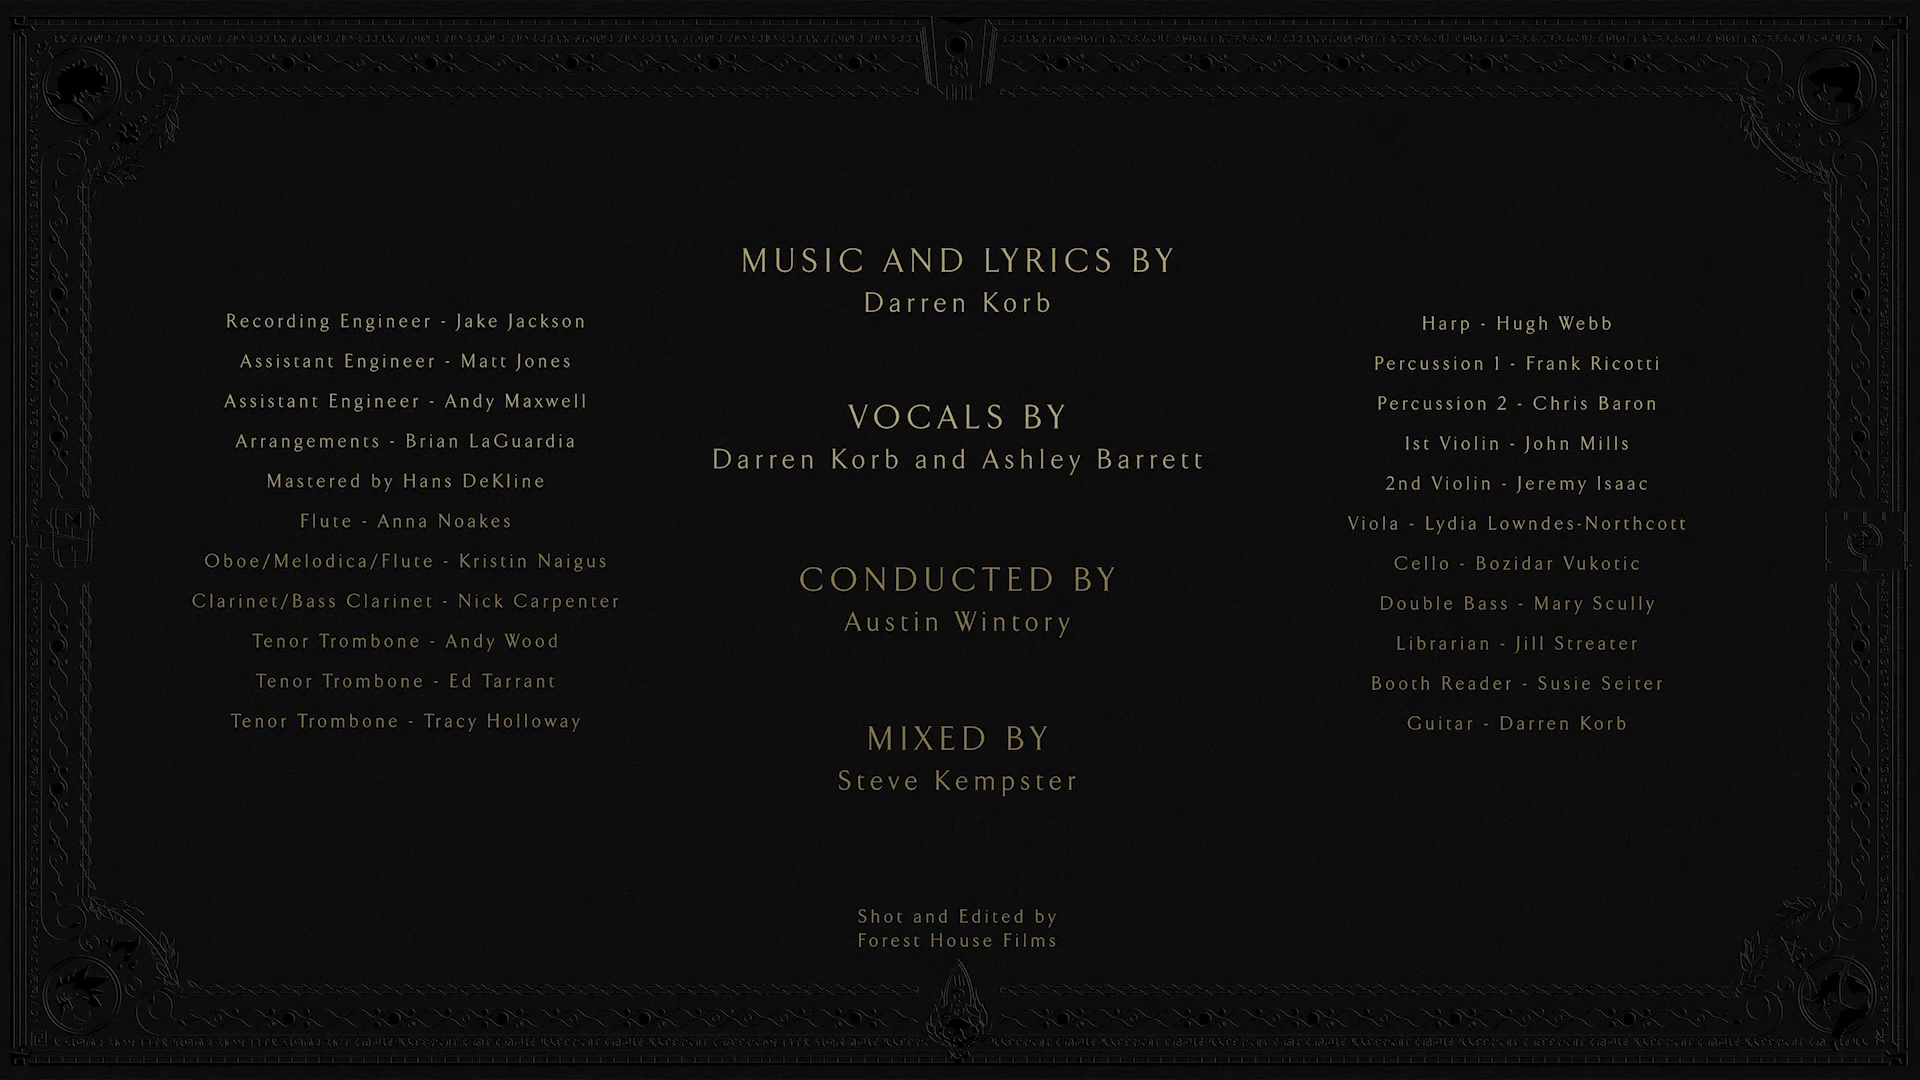 MUSIC AND LYRICS BY
Darren Korb
VOCALS BY
Darren Korb and Ashley Barrett
CONDUCTED BY
Austin Wintory
MIXED BY
Steve Kempster
Recording Engineer - Jake Jackson
Assistant Engineer - Matt Jones
Assistant Engineer - Andy Maxwell
Arrangements - Brian LaGuardia
Mastered by Hans DeKline
Flute - Anna Noakes
Oboe/Melodica/Flute - Kristin Naigus
Clarinet/Bass Clarinet - Nick Carpenter
Tenor Trombone - Andy Wood
Tenor Trombone - Ed Tarrant
Tenor Trombone - Tracy Holloway
Harp - Hugh Webb
Percussion 1 - Frank Ricotti
Percussion 2 - Chris Baron
1st Violin - John Mills
2nd Violin - Jeremy Isaac
Viola - Lydia Lowndes-Northcott
Cello - Bozidar Vukotic
Double Bass - Mary Scully
Librarian - Jill Streater
Booth Reader - Susie Seiter
Guitar - Darren Korb
Shot and Edited by
Forest House Films